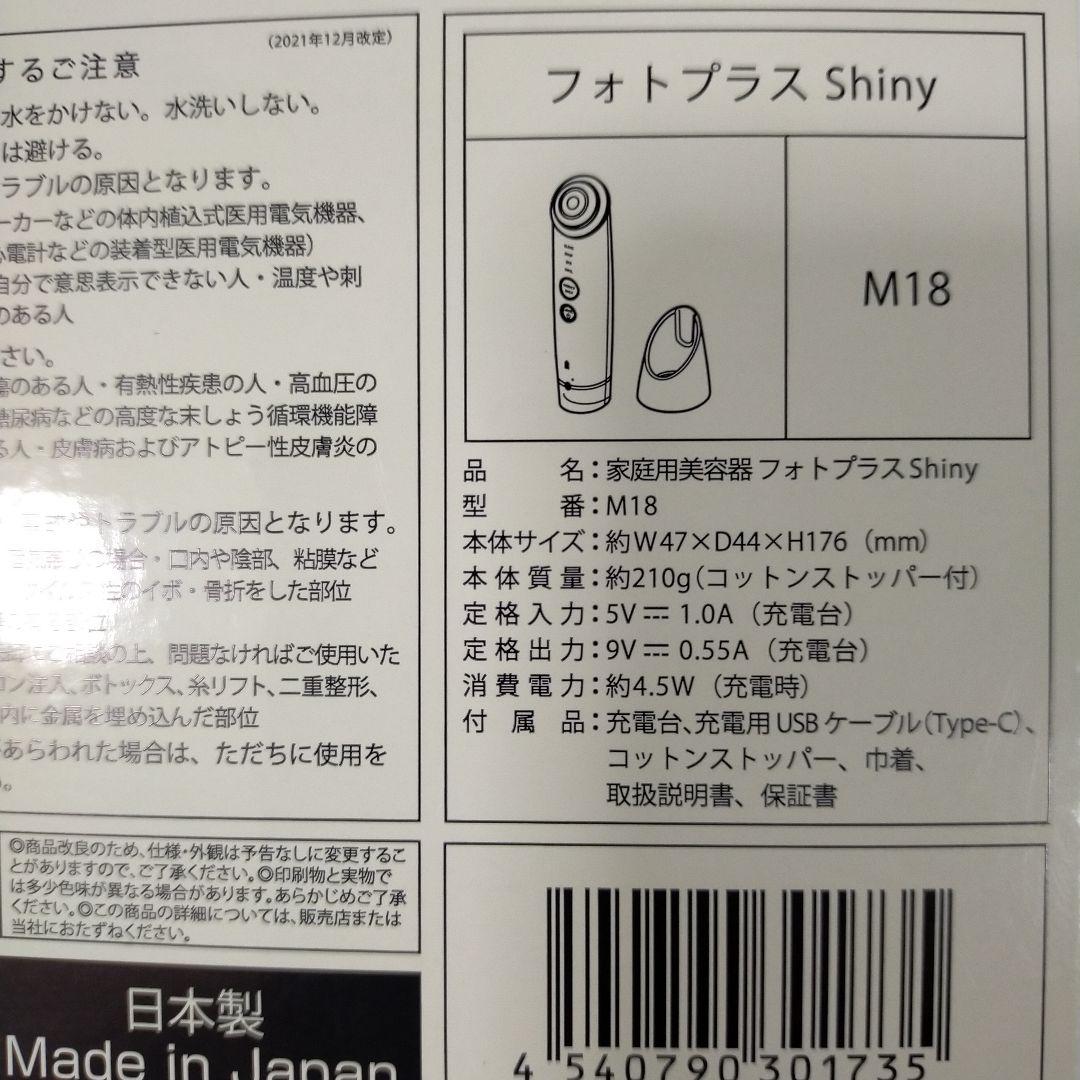 (2021年12月改定)
するご注意
水をかけない。水洗いしない。
は避ける。
ラブルの原因となります。
ーカーなどの体内植込式医用電気機器、
心電計などの装着型医用電気機器)
自分で意思表示できない人・温度や刺
のある人
さい。
のある人・有熱性疾患の人・高血圧の
糖尿病などの高度な末しょう循環機能障
る人・皮膚病およびアトピー性皮膚炎の
トラブルの原因となります。
場合・口内や陰部、粘膜など
性のイボ・骨折をした部位
の上、問題なければご使用いた
コン注入、ボトックス、糸リフト、二重整形、
内に金属を埋め込んだ部位
があらわれた場合は、ただちに使用を
い。
◎商品改良のため、仕様・外観は予告なしに変更するこ
とがありますので、ご了承ください。◎印刷物と実物で
は多少色味が異なる場合があります。あらかじめご了承
ください。◎この商品の詳細については、販売店または
当社におたずねください。
日本製
Made in Japan
フォトプラス Shiny
M18
品名：家庭用美容器 フォトプラスShiny
型番：M18
本体サイズ：約W47×D44×H176（mm）
本体質量：約210g（コットンストッパー付）
定格入力：5V⎓1.0A（充電台）
定格出力：9V⎓0.55A（充電台）
消費電力：約4.5W（充電時）
付属品：充電台、充電用USBケーブル（Type-C）、
コットンストッパー、巾着、
取扱説明書、保証書
4 540790 301735